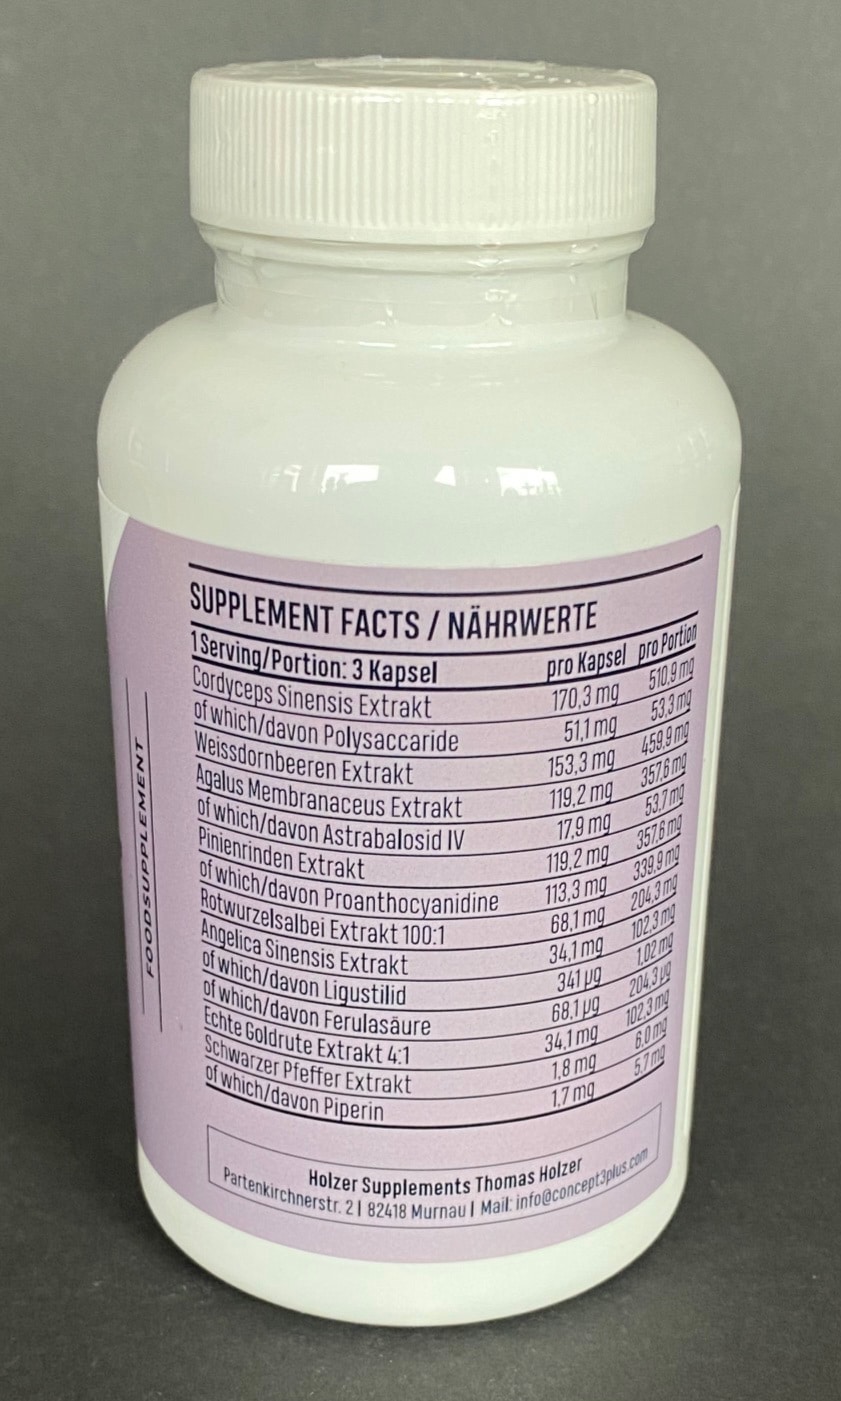 SUPPLEMENT FACTS / NÄHRWERTE
1 Serving/Portion: 3 Kapsel pro Kapsel pro Portion
Cordyceps Sinensis Extrakt 170,3 mg 510,9 mg
of which/davon Polysaccaride 51,1 mg 53,3 mg
Weissdornbeeren Extrakt 153,3 mg 459,9 mg
Agalus Membranaceus Extrakt 119,2 mg 357,6 mg
of which/davon Astrabalosid IV 17,9 mg 53,7 mg
Pinienrinden Extrakt 119,2 mg 357,6 mg
of which/davon Proanthocyanidine 113,3 mg 339,9 mg
Rotwurzelsalbei Extrakt 100:1 68,1 mg 204,3 mg
Angelica Sinensis Extrakt 34,1 mg 102,3 mg
of which/davon Ligustilid 341 µg 1,02 mg
of which/davon Ferulasäure 68,1 µg 204,3 µg
Echte Goldrute Extrakt 4:1 34,1 mg 102,3 mg
Schwarzer Pfeffer Extrakt 1,8 mg 6,0 mg
of which/davon Piperin 1,7 mg 5,7 mg
Holzer Supplements Thomas Holzer
Partenkirchnerstr. 2 | 82418 Murnau | Mail: info@concept3plus.com
FOODSUPPLEMENT